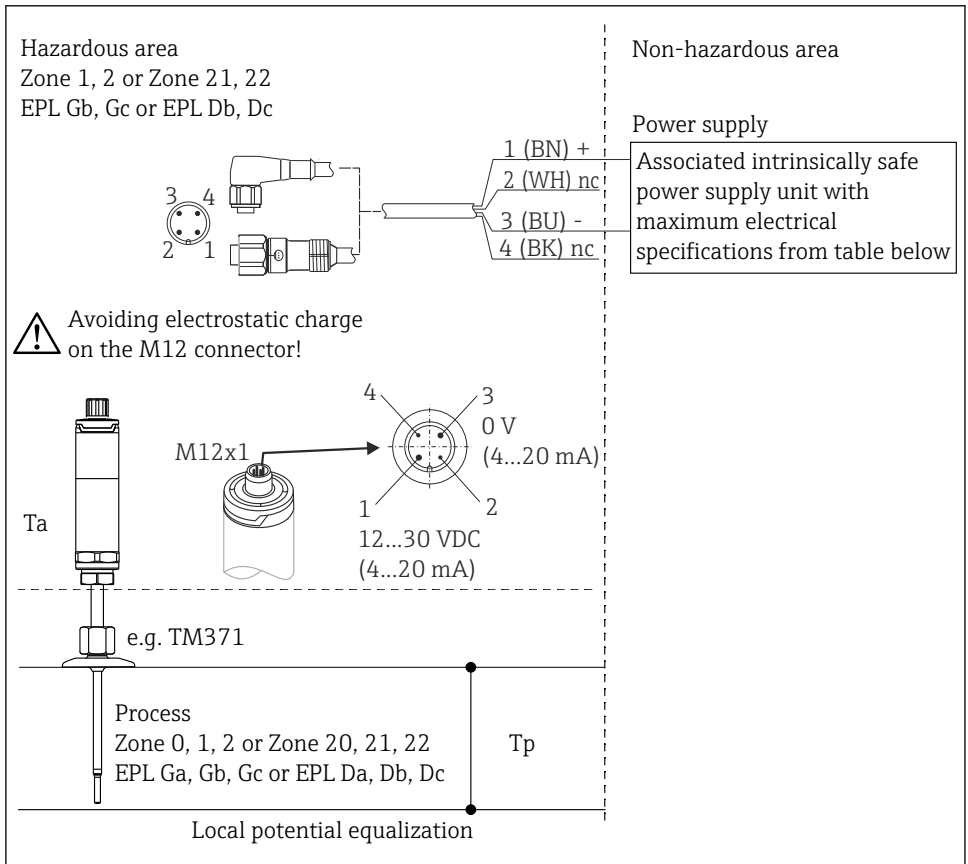 Hazardous area
Zone 1, 2 or Zone 21, 22
EPL Gb, Gc or EPL Db, Dc
Non-hazardous area
Power supply
1 (BN) +
2 (WH) nc
3 (BU) -
4 (BK) nc
Associated intrinsically safe
power supply unit with
maximum electrical
specifications from table below
3 4
2 1
Avoiding electrostatic charge
on the M12 connector!
4
3
0 V
(4...20 mA)
M12x1
1
2
12...30 VDC
(4...20 mA)
Ta
e.g. TM371
Process
Zone 0, 1, 2 or Zone 20, 21, 22
EPL Ga, Gb, Gc or EPL Da, Db, Dc
Tp
Local potential equalization